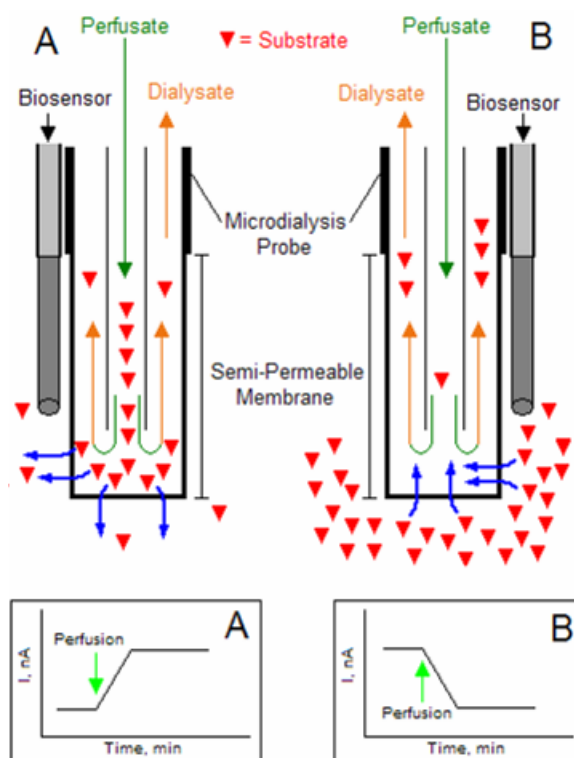 A
Perfusate
▼ = Substrate
Perfusate
B
Biosensor
Dialysate
Dialysate
Biosensor
Microdialysis
Probe
Semi-Permeable
Membrane
A
Perfusion
I, nA
Time, min
B
Perfusion
I, nA
Time, min